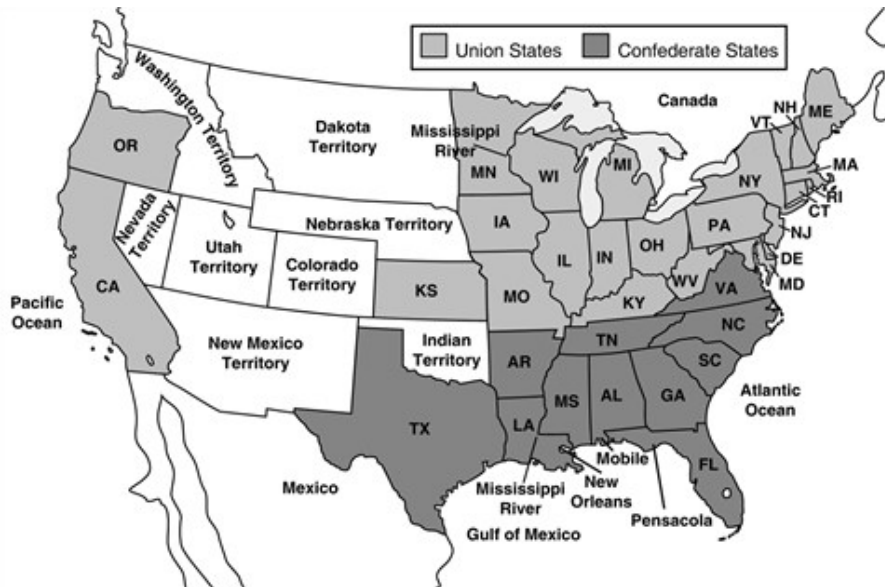 Union States
Confederate States
Canada
Washington Territory
Dakota
Territory
Mississippi
River
NH
VT
ME
OR
MN
WI
MI
NY
MA
RI
CT
Nevada
Territory
Nebraska Territory
IA
PA
NJ
Utah
Territory
Colorado
Territory
IL
IN
OH
DE
MD
Pacific
Ocean
CA
KS
MO
WV
VA
KY
New Mexico
Territory
Indian
Territory
TN
NC
AR
SC
Atlantic
Ocean
TX
LA
MS
AL
GA
FL
Mobile
New
Orleans
Mexico
Mississippi
River
Pensacola
Gulf of Mexico